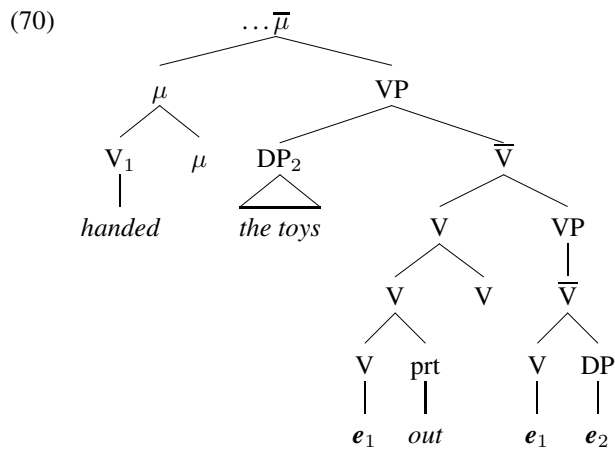 (70) … μ̅
μ VP
V₁ μ DP₂ V̅
handed the toys V VP
V V V̅
V prt V DP
e₁ out e₁ e₂